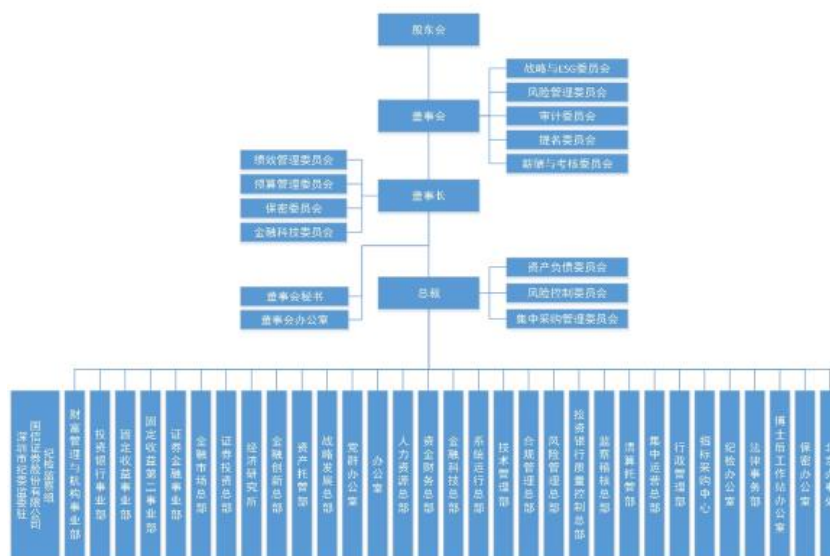 股东会
战略与ESG委员会
风险管理委员会
董事会
审计委员会
提名委员会
薪酬与考核委员会
绩效管理委员会
预算管理委员会
董事长
保密委员会
金融科技委员会
资产负债委员会
董事会秘书
总裁
风险控制委员会
董事会办公室
集中采购管理委员会
深圳市纪委监委驻
国信证券股份有限公司
纪检监察组
财富管理与机构事业部
投资银行事业部
固定收益事业部
固定收益第二事业部
证券金融事业部
金融市场总部
证券投资总部
经济研究所
金融创新总部
资产托管部
战略发展总部
党群办公室
办公室
人力资源总部
资金财务总部
金融科技总部
系统运行总部
技术管理部
合规管理总部
风险管理总部
投资银行质量控制总部
监察稽核总部
清算托管部
集中运营总部
行政管理部
招标采购中心
纪检办公室
法律事务部
博士后工作站办公室
保密办公室